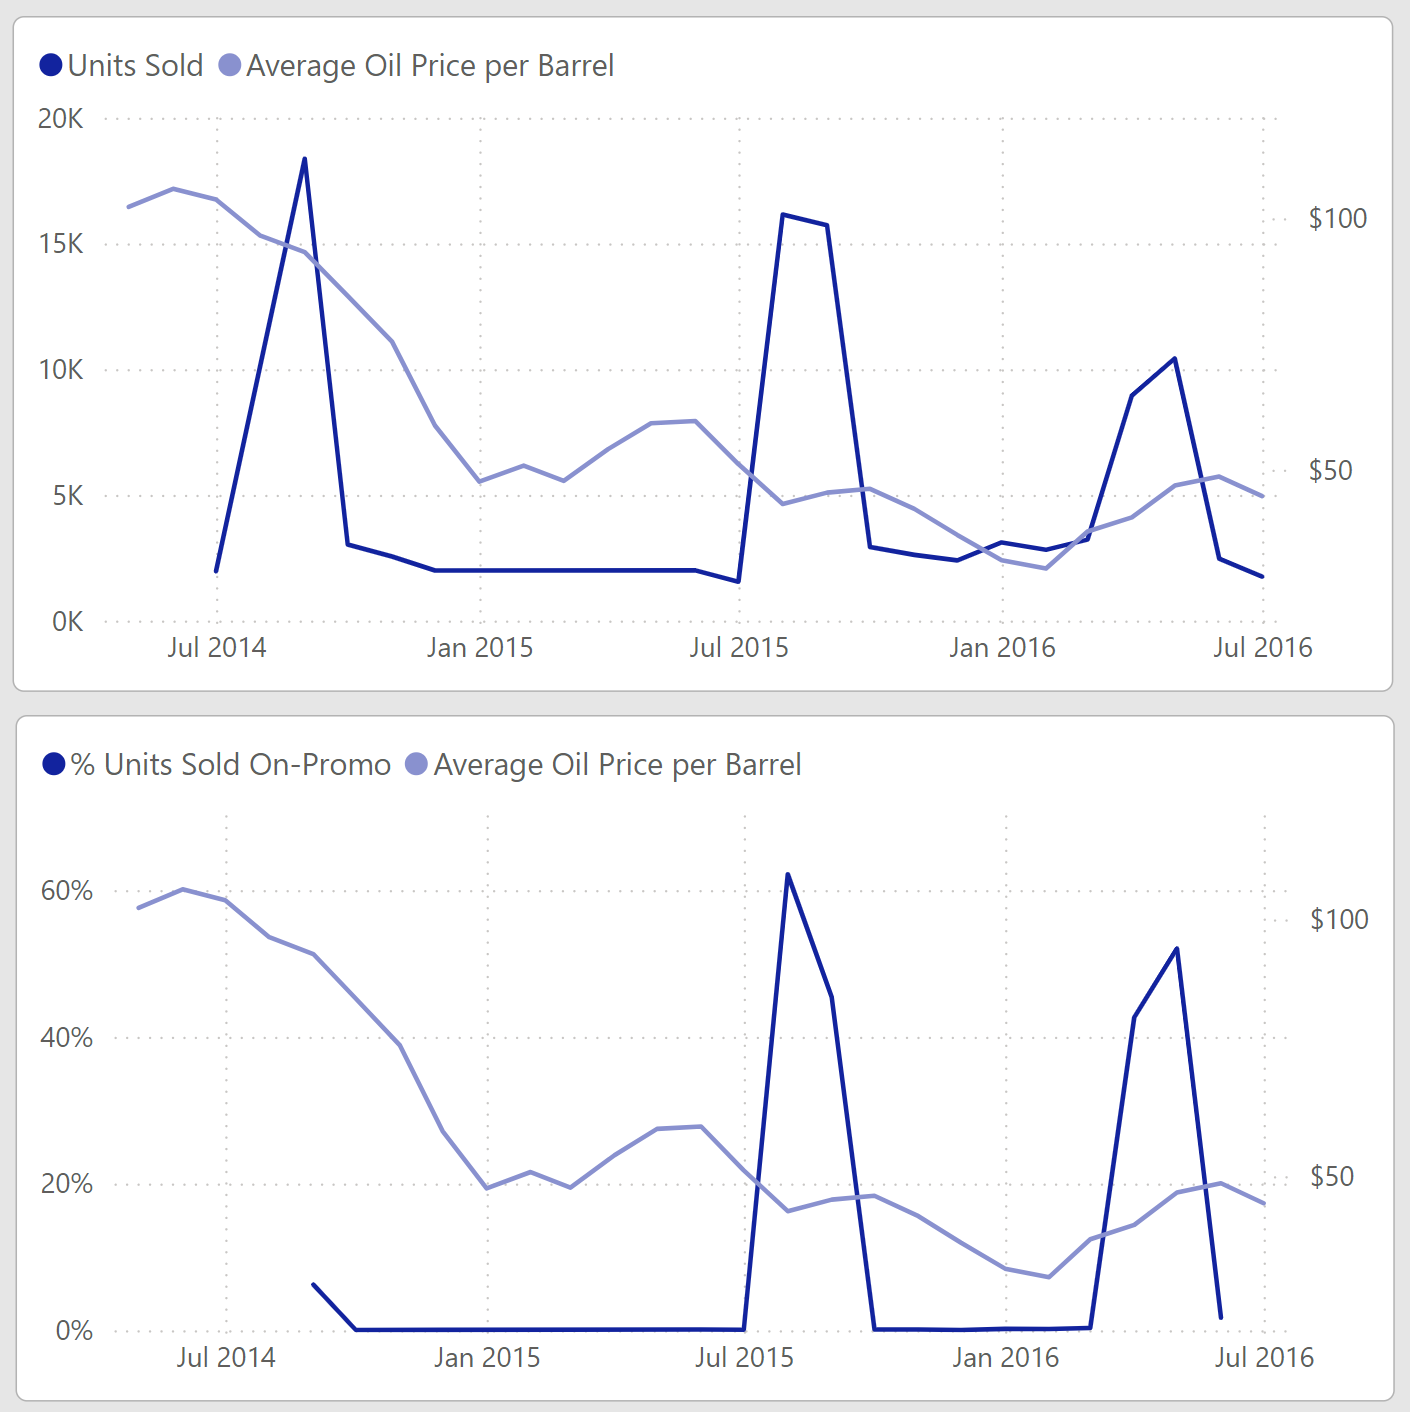 Units Sold Average Oil Price per Barrel
20K
15K
$100
10K
5K
$50
0K
Jul 2014 Jan 2015 Jul 2015 Jan 2016 Jul 2016
% Units Sold On-Promo Average Oil Price per Barrel
60%
$100
40%
20%
$50
0%
Jul 2014 Jan 2015 Jul 2015 Jan 2016 Jul 2016